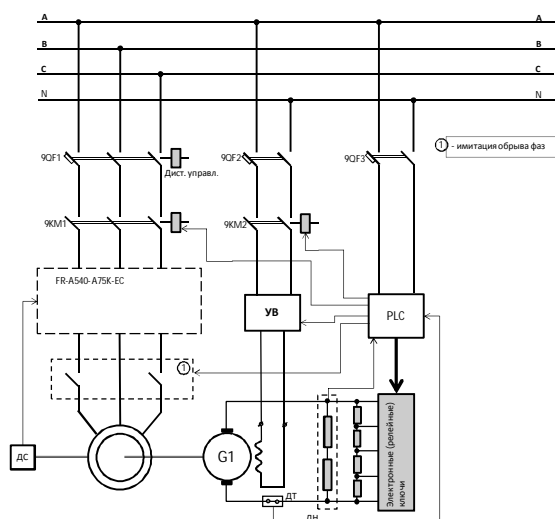 A A
B B
C C
N N
9QF1
9QF2
9QF3
1 - имитация обрыва фаз
Дист. управл.
9KM1
9KM2
FR-A540-A75K-EC
УВ
PLC
1
ДС
G1
Электронные (релейные)
ключи
ДТ
ДН